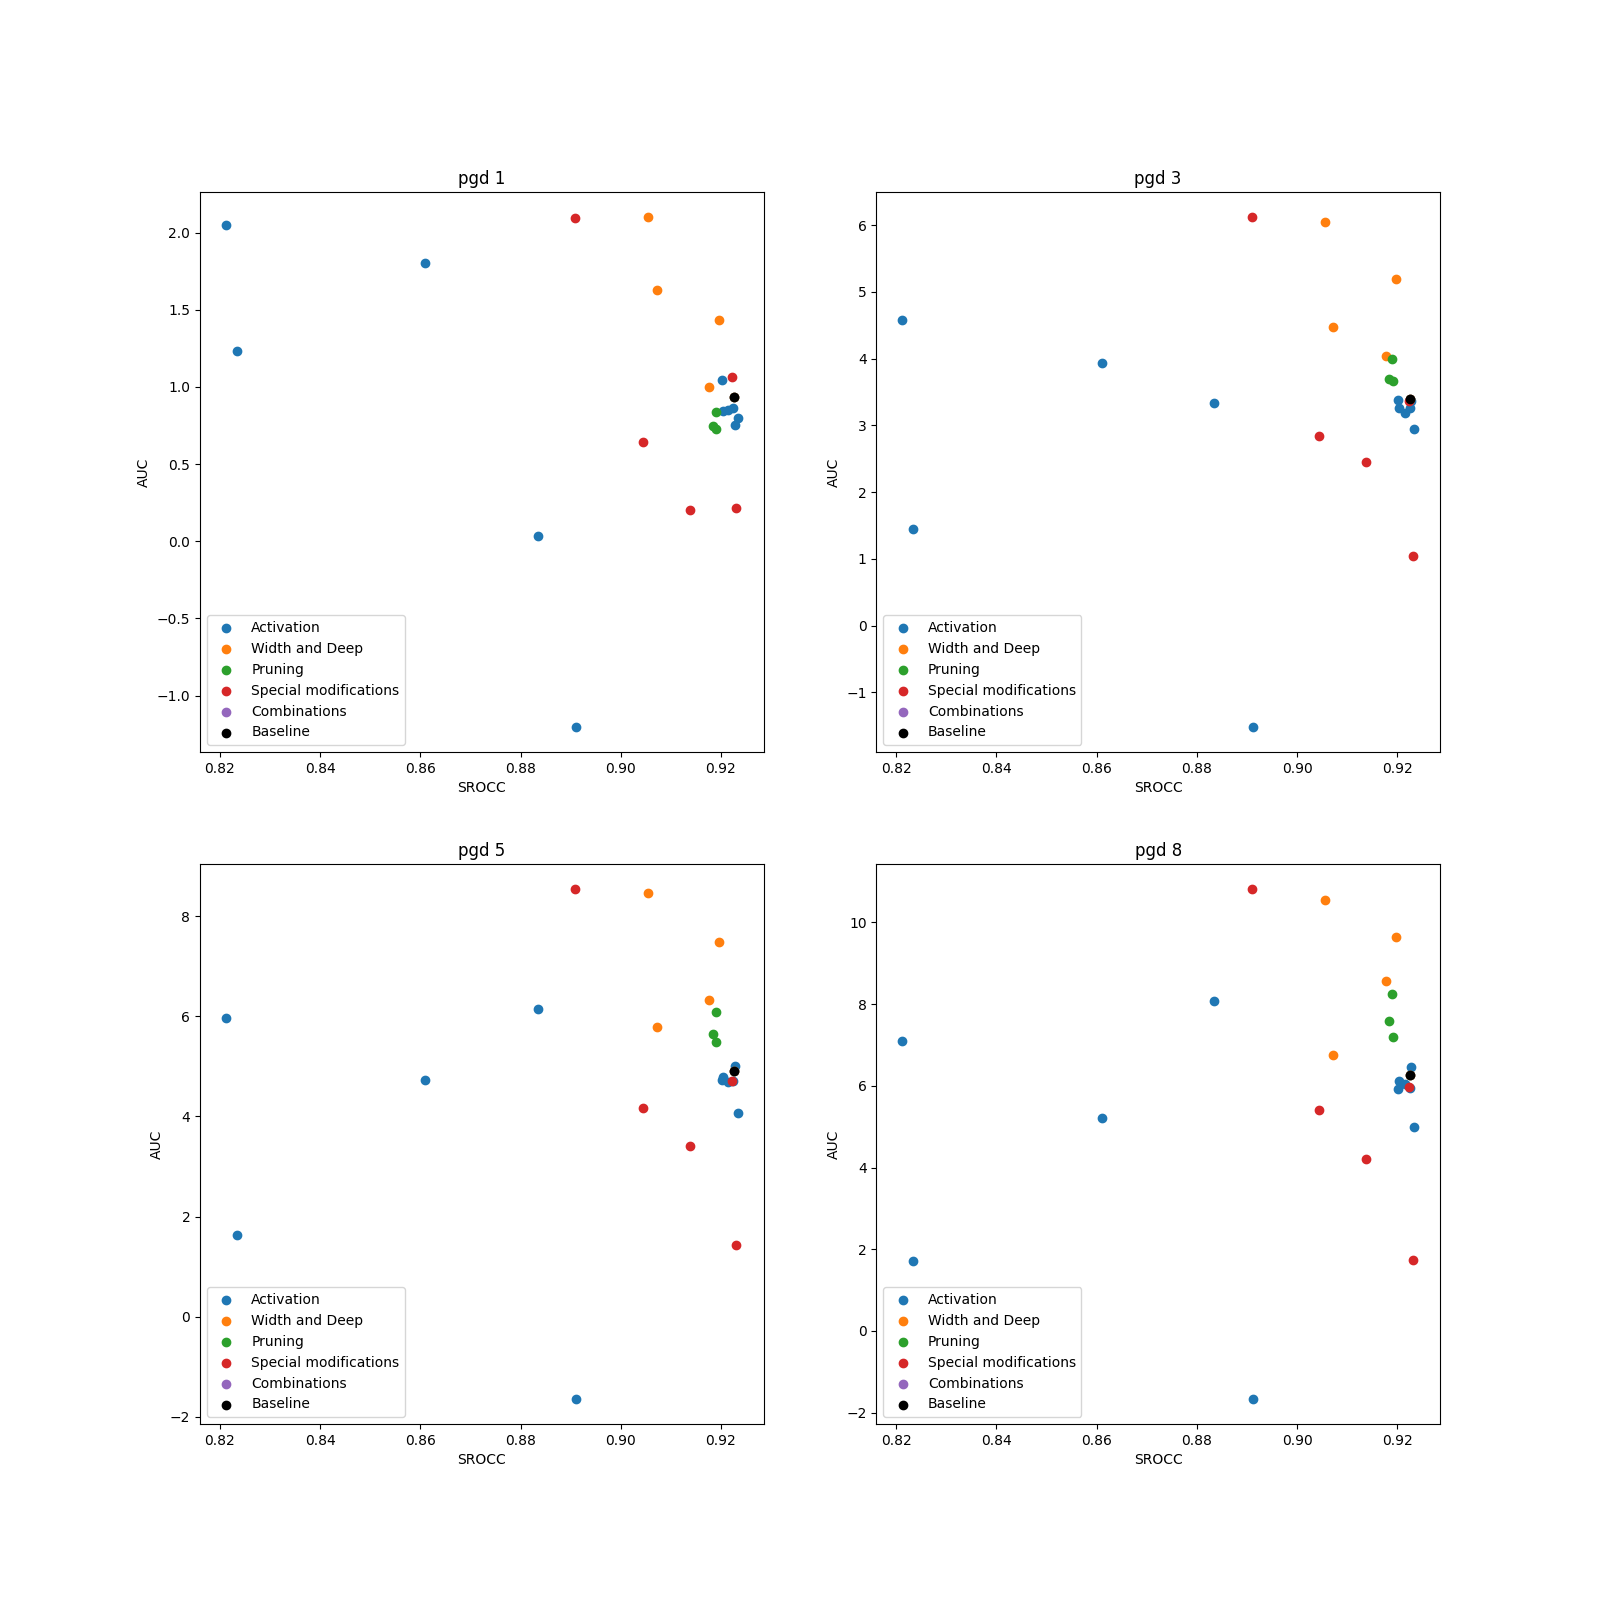 pgd 1
2.0
1.5
1.0
0.5
0.0
−0.5
−1.0
AUC
Activation
Width and Deep
Pruning
Special modifications
Combinations
Baseline
0.82 0.84 0.86 0.88 0.90 0.92
SROCC
pgd 3
6
5
4
3
2
1
0
−1
AUC
Activation
Width and Deep
Pruning
Special modifications
Combinations
Baseline
0.82 0.84 0.86 0.88 0.90 0.92
SROCC
pgd 5
8
6
4
2
0
−2
AUC
Activation
Width and Deep
Pruning
Special modifications
Combinations
Baseline
0.82 0.84 0.86 0.88 0.90 0.92
SROCC
pgd 8
10
8
6
4
2
0
−2
AUC
Activation
Width and Deep
Pruning
Special modifications
Combinations
Baseline
0.82 0.84 0.86 0.88 0.90 0.92
SROCC